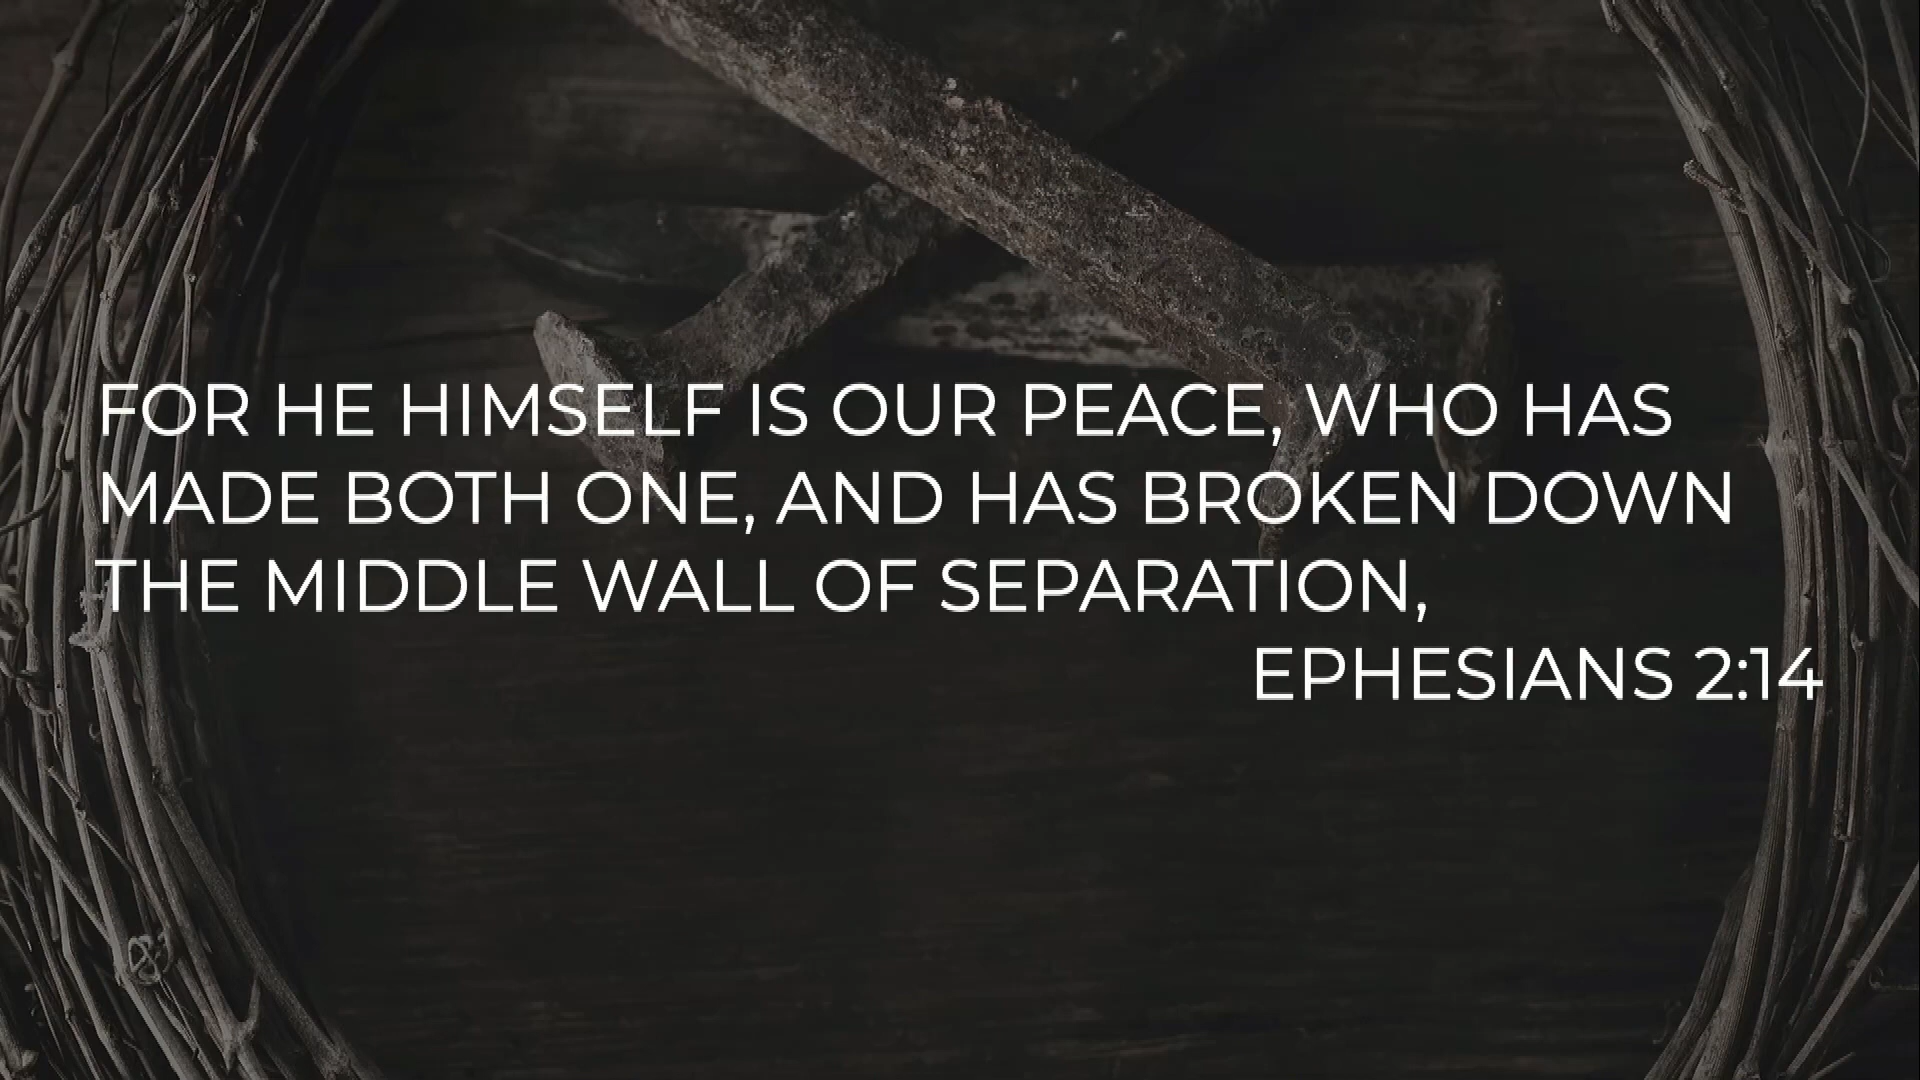 FOR HE HIMSELF IS OUR PEACE, WHO HAS
MADE BOTH ONE, AND HAS BROKEN DOWN
THE MIDDLE WALL OF SEPARATION,
EPHESIANS 2:14